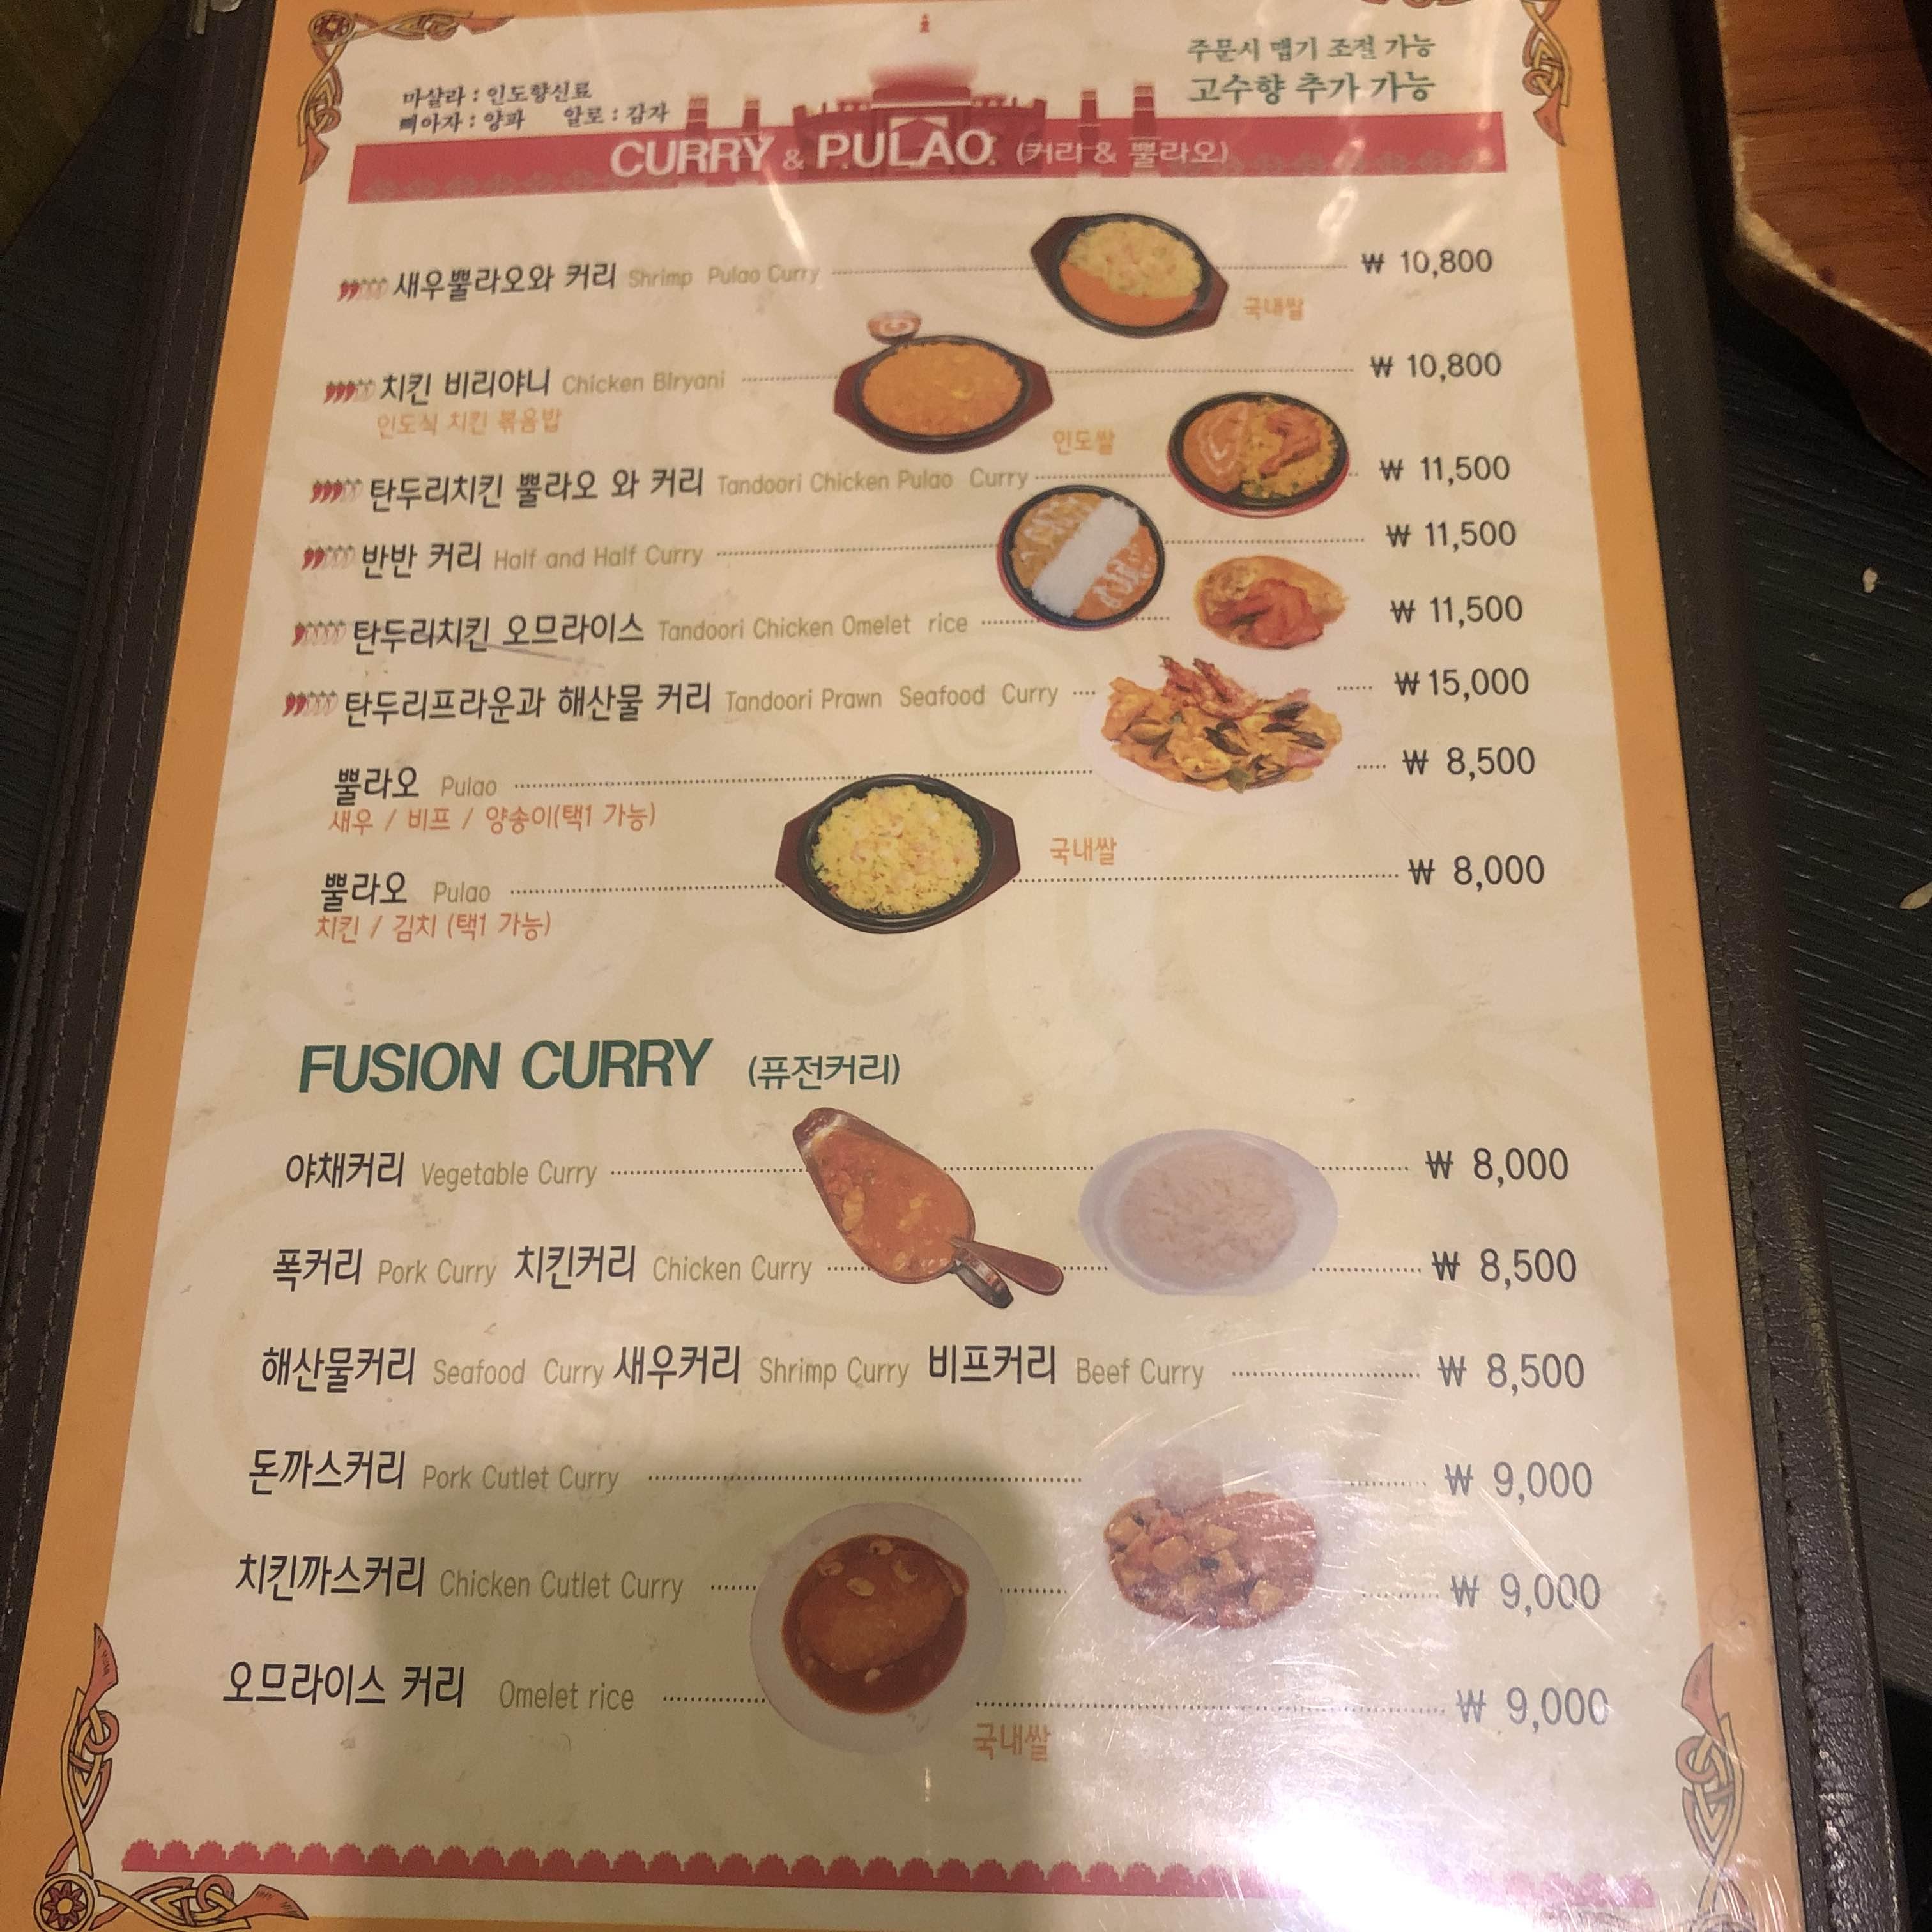 주문시 맵기 조절 가능
고수향 추가 가능
마살라 : 인도향신료
삐아자 : 양파 알로 : 감자
CURRY & PULAO (커리 & 뿔라오)
새우뿔라오와 커리 Shrimp Pulao Curry ₩ 10,800
국내쌀
치킨 비리야니 Chicken BIryani ₩ 10,800
인도식 치킨 볶음밥
인도쌀
탄두리치킨 뿔라오 와 커리 Tandoori Chicken Pulao Curry ₩ 11,500
반반 커리 Half and Half Curry ₩ 11,500
탄두리치킨 오므라이스 Tandoori Chicken Omelet rice ₩ 11,500
탄두리프라운과 해산물 커리 Tandoori Prawn Seafood Curry ₩ 15,000
뿔라오 Pulao ₩ 8,500
새우 / 비프 / 양송이(택1 가능)
국내쌀
뿔라오 Pulao ₩ 8,000
치킨 / 김치 (택1 가능)
FUSION CURRY (퓨전커리)
야채커리 Vegetable Curry ₩ 8,000
폭커리 Pork Curry 치킨커리 Chicken Curry ₩ 8,500
해산물커리 Seafood Curry 새우커리 Shrimp Curry 비프커리 Beef Curry ₩ 8,500
돈까스커리 Pork Cutlet Curry ₩ 9,000
치킨까스커리 Chicken Cutlet Curry ₩ 9,000
오므라이스 커리 Omelet rice ₩ 9,000
국내쌀